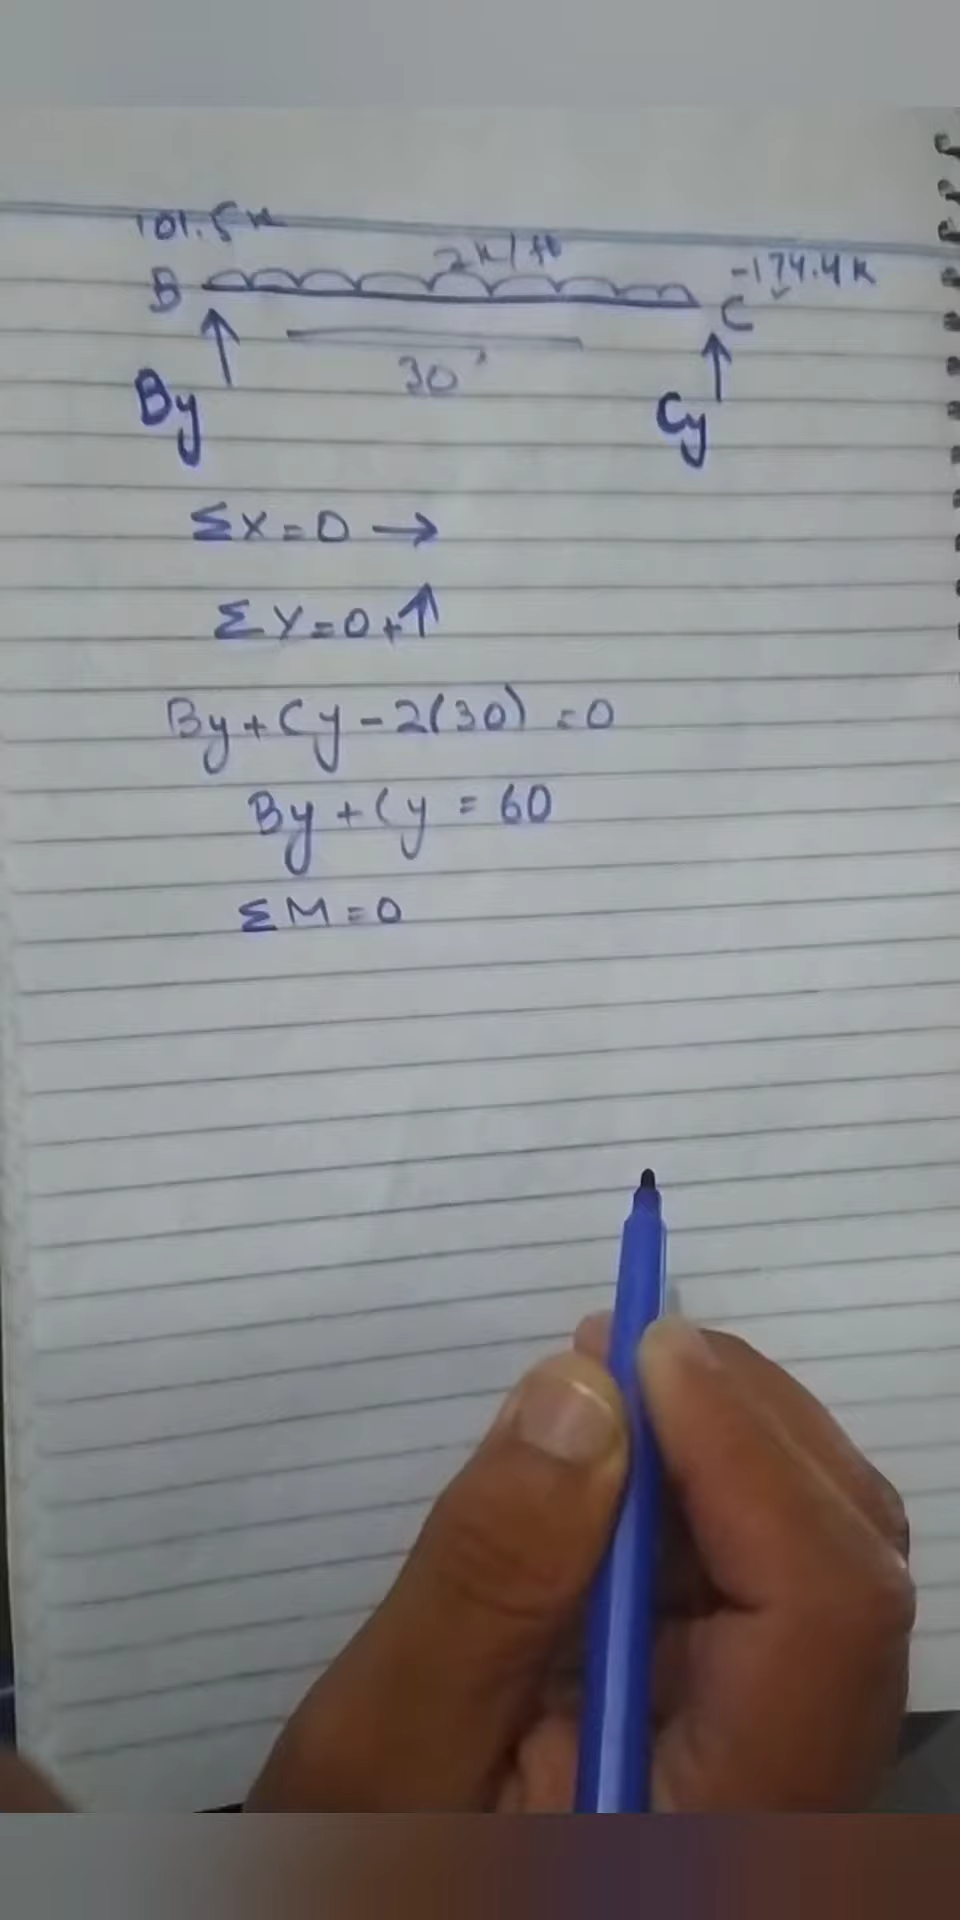 101.5k
2k/ft
-174.4k
B
C
30'
By
Cy
ΣX=0 →
ΣY=0+↑
By+Cy-2(30)=0
By+Cy=60
ΣM=0